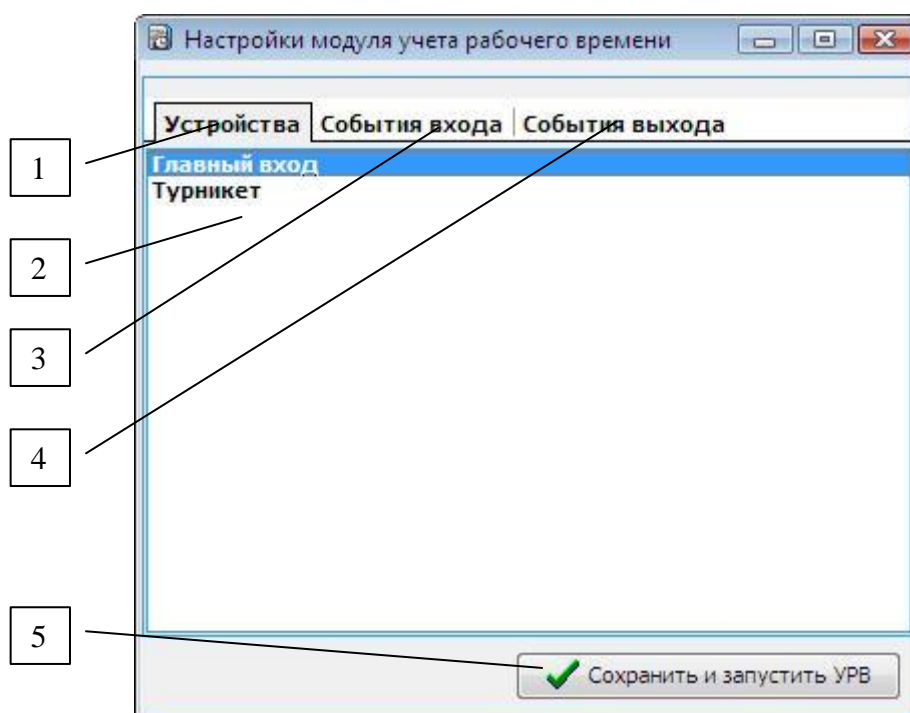 Настройки модуля учета рабочего времени
Устройства События входа События выхода
1
Главный вход
Турникет
2
3
4
5
Сохранить и запустить УРВ